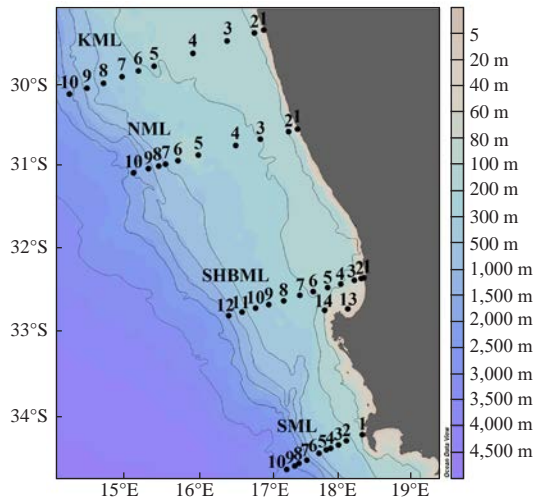 KML
10 9 8 7 6 5 4 3 2 1
NML
10 9 8 7 6 5 4 3 2 1
SHBML
12 11 10 9 8 7 6 5 4 3 2 1
14 13
SML
10 9 8 7 6 5 4 3 2 1
30°S
31°S
32°S
33°S
34°S
15°E 16°E 17°E 18°E 19°E
Ocean Data View
5
20 m
40 m
60 m
80 m
100 m
200 m
300 m
500 m
1,000 m
1,500 m
2,000 m
2,500 m
3,000 m
3,500 m
4,000 m
4,500 m